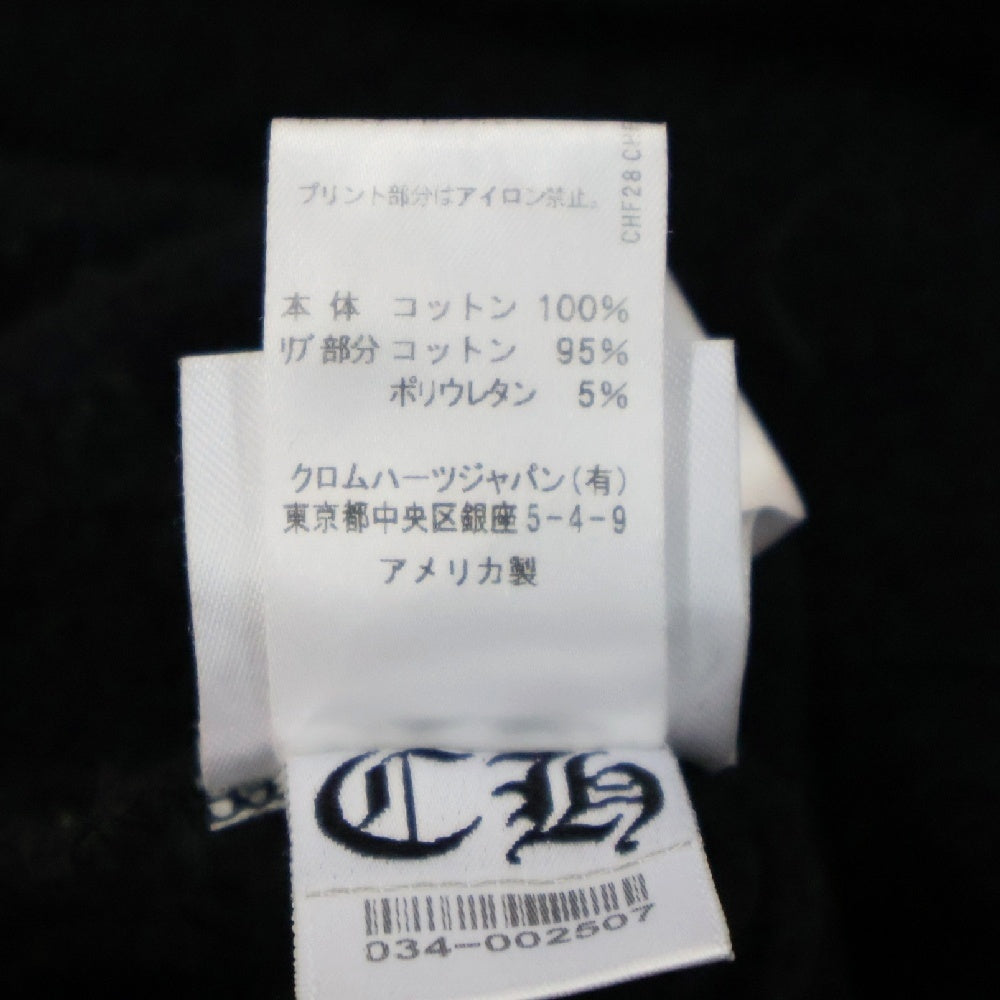 プリント部分はアイロン禁止。
CHF28 CHF
本 体 コットン 100%
リブ部分 コットン 95%
ポリウレタン 5%
クロムハーツジャパン(有)
東京都中央区銀座5-4-9
アメリカ製
CH
034-002507